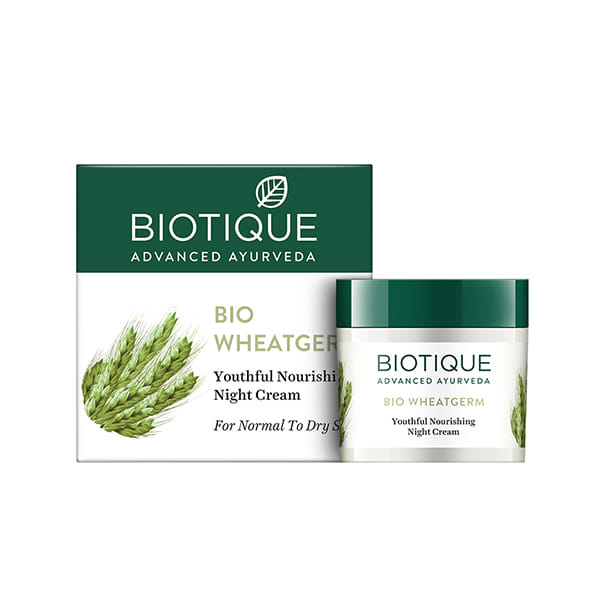 BIOTIQUE
ADVANCED AYURVEDA
BIO
WHEATGER
Youthful Nourishi
Night Cream
For Normal To Dry S
BIOTIQUE
ADVANCED AYURVEDA
BIO WHEATGERM
Youthful Nourishing
Night Cream